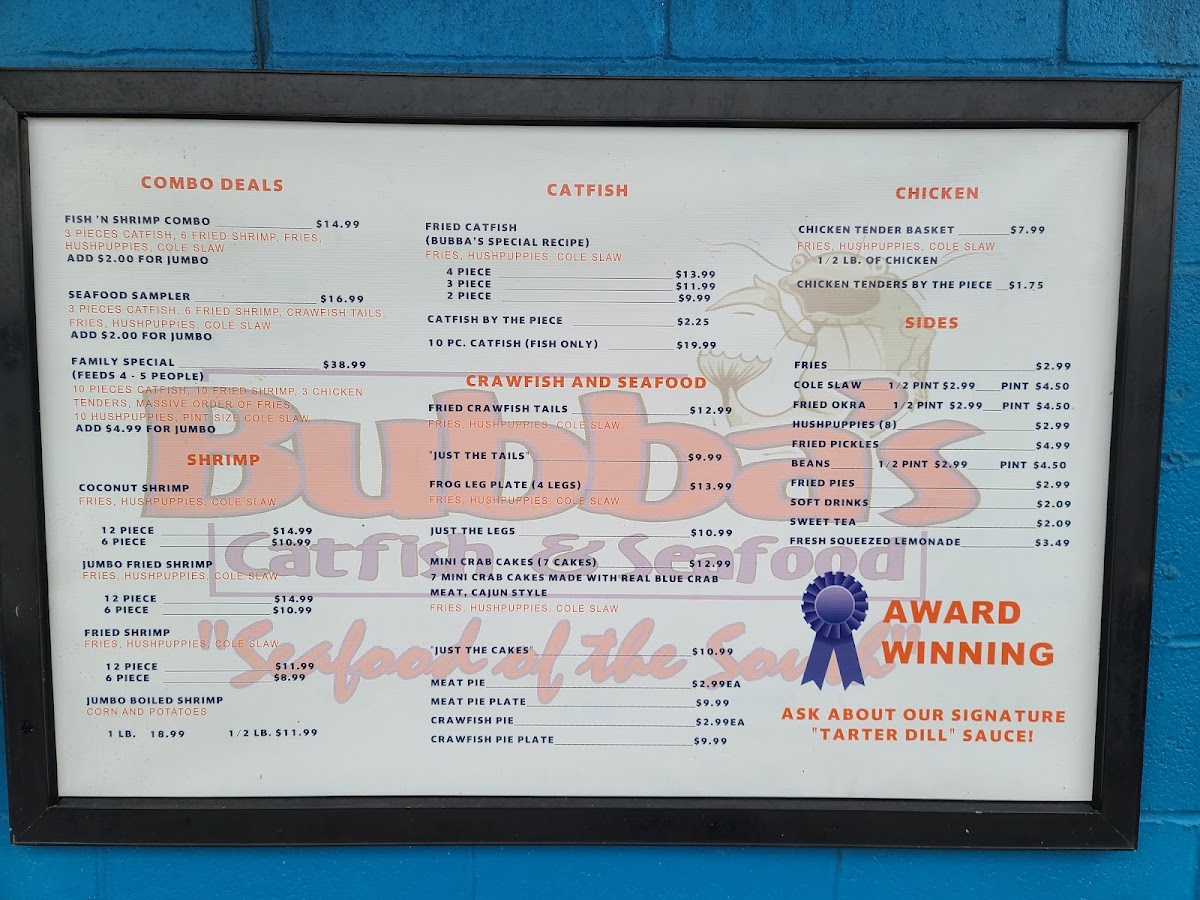 COMBO DEALS
FISH 'N SHRIMP COMBO $14.99
3 PIECES CATFISH, 6 FRIED SHRIMP, FRIES,
HUSHPUPPIES, COLE SLAW
ADD $2.00 FOR JUMBO
SEAFOOD SAMPLER $16.99
3 PIECES CATFISH, 6 FRIED SHRIMP, CRAWFISH TAILS,
FRIES, HUSHPUPPIES, COLE SLAW
ADD $2.00 FOR JUMBO
FAMILY SPECIAL $38.99
(FEEDS 4 - 5 PEOPLE)
10 PIECES CATFISH, 10 FRIED SHRIMP, 3 CHICKEN
TENDERS, MASSIVE ORDER OF FRIES,
10 HUSHPUPPIES, PINT SIZE COLE SLAW
ADD $4.99 FOR JUMBO
SHRIMP
COCONUT SHRIMP
FRIES, HUSHPUPPIES, COLE SLAW
12 PIECE $14.99
6 PIECE $10.99
JUMBO FRIED SHRIMP
FRIES, HUSHPUPPIES, COLE SLAW
12 PIECE $14.99
6 PIECE $10.99
FRIED SHRIMP
FRIES, HUSHPUPPIES, COLE SLAW
12 PIECE $11.99
6 PIECE $8.99
JUMBO BOILED SHRIMP
CORN AND POTATOES
1 LB. 18.99 1/2 LB. $11.99
CATFISH
FRIED CATFISH
(BUBBA'S SPECIAL RECIPE)
FRIES, HUSHPUPPIES, COLE SLAW
4 PIECE $13.99
3 PIECE $11.99
2 PIECE $9.99
CATFISH BY THE PIECE $2.25
10 PC. CATFISH (FISH ONLY) $19.99
CRAWFISH AND SEAFOOD
FRIED CRAWFISH TAILS $12.99
FRIES, HUSHPUPPIES, COLE SLAW
"JUST THE TAILS" $9.99
FROG LEG PLATE (4 LEGS) $13.99
FRIES, HUSHPUPPIES, COLE SLAW
JUST THE LEGS $10.99
MINI CRAB CAKES (7 CAKES) $12.99
7 MINI CRAB CAKES MADE WITH REAL BLUE CRAB
MEAT, CAJUN STYLE
FRIES, HUSHPUPPIES, COLE SLAW
"JUST THE CAKES" $10.99
MEAT PIE $2.99EA
MEAT PIE PLATE $9.99
CRAWFISH PIE $2.99EA
CRAWFISH PIE PLATE $9.99
CHICKEN
CHICKEN TENDER BASKET $7.99
FRIES, HUSHPUPPIES, COLE SLAW
1/2 LB. OF CHICKEN
CHICKEN TENDERS BY THE PIECE $1.75
SIDES
FRIES $2.99
COLE SLAW 1/2 PINT $2.99 PINT $4.50
FRIED OKRA 1/2 PINT $2.99 PINT $4.50
HUSHPUPPIES (8) $2.99
FRIED PICKLES $4.99
BEANS 1/2 PINT $2.99 PINT $4.50
FRIED PIES $2.99
SOFT DRINKS $2.09
SWEET TEA $2.09
FRESH SQUEEZED LEMONADE $3.49
AWARD
WINNING
ASK ABOUT OUR SIGNATURE
"TARTER DILL" SAUCE!
Bubba's
Catfish & Seafood
"Seafood of the South"